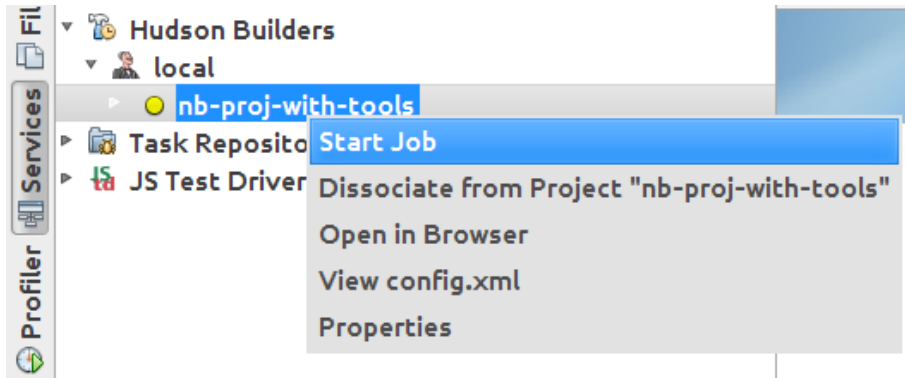 Fil
Services
Profiler
Hudson Builders
local
nb-proj-with-tools
Task Reposito
JS Test Driver
Start Job
Dissociate from Project "nb-proj-with-tools"
Open in Browser
View config.xml
Properties